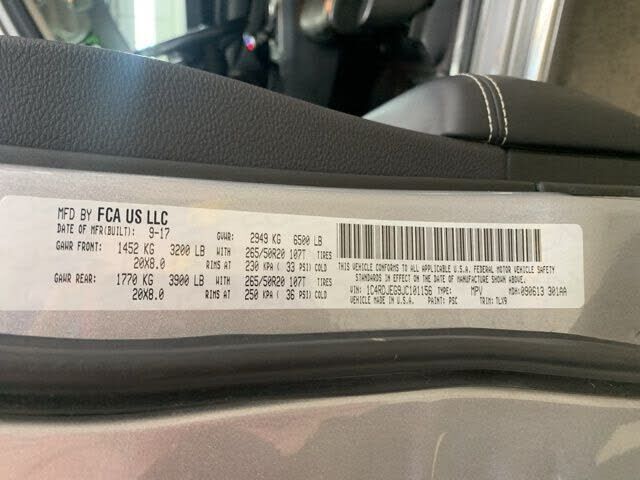 MFD BY FCA US LLC
DATE OF MFR(BUILT): 9-17 GVWR: 2949 KG 6500 LB
GAWR FRONT: 1452 KG 3200 LB WITH 265/50R20 107T TIRES
20X8.0 RIMS AT 230 KPA ( 33 PSI) COLD
GAWR REAR: 1770 KG 3900 LB WITH 265/50R20 107T TIRES
20X8.0 RIMS AT 250 KPA ( 36 PSI) COLD
THIS VEHICLE CONFORMS TO ALL APPLICABLE U.S.A. FEDERAL MOTOR VEHICLE SAFETY
STANDARDS IN EFFECT ON THE DATE OF MANUFACTURE SHOWN ABOVE.
VIN: 1C4RDJEG9JC101156 TYPE: MPV MDH: 090613 301AA
VEHICLE MADE IN U.S.A. PAINT: PSC TRIM: TLX9